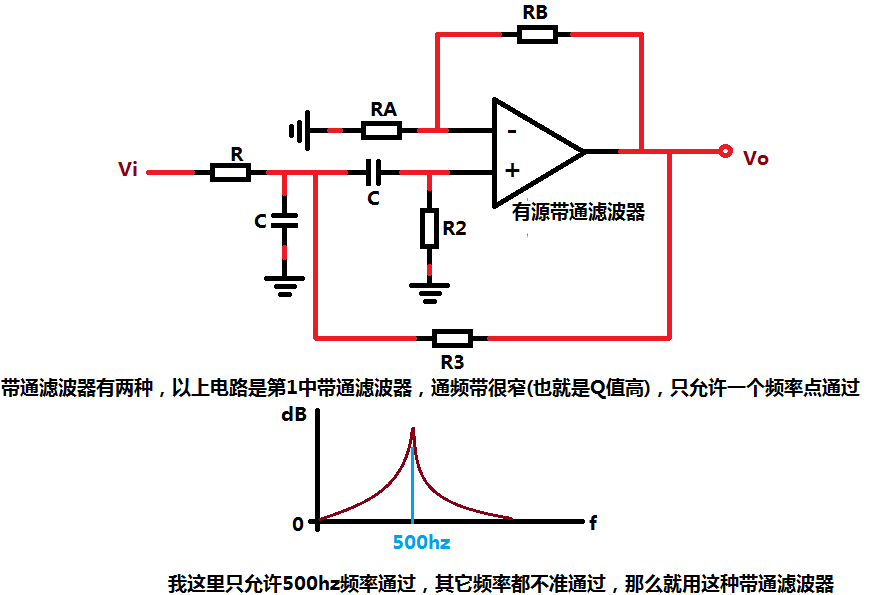 RB
RA
-
Vi
R
C
+
Vo
C
R2
有源带通滤波器
R3
带通滤波器有两种，以上电路是第1中带通滤波器，通频带很窄(也就是Q值高)，只允许一个频率点通过
dB
0
f
500hz
我这里只允许500hz频率通过，其它频率都不准通过，那么就用这种带通滤波器